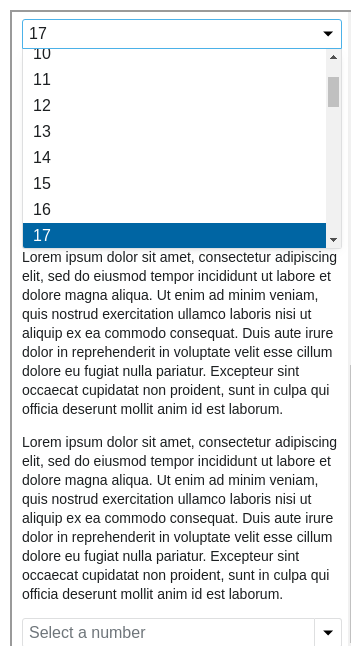 17
10
11
12
13
14
15
16
17
Lorem ipsum dolor sit amet, consectetur adipiscing
elit, sed do eiusmod tempor incididunt ut labore et
dolore magna aliqua. Ut enim ad minim veniam,
quis nostrud exercitation ullamco laboris nisi ut
aliquip ex ea commodo consequat. Duis aute irure
dolor in reprehenderit in voluptate velit esse cillum
dolore eu fugiat nulla pariatur. Excepteur sint
occaecat cupidatat non proident, sunt in culpa qui
officia deserunt mollit anim id est laborum.
Lorem ipsum dolor sit amet, consectetur adipiscing
elit, sed do eiusmod tempor incididunt ut labore et
dolore magna aliqua. Ut enim ad minim veniam,
quis nostrud exercitation ullamco laboris nisi ut
aliquip ex ea commodo consequat. Duis aute irure
dolor in reprehenderit in voluptate velit esse cillum
dolore eu fugiat nulla pariatur. Excepteur sint
occaecat cupidatat non proident, sunt in culpa qui
officia deserunt mollit anim id est laborum.
Select a number